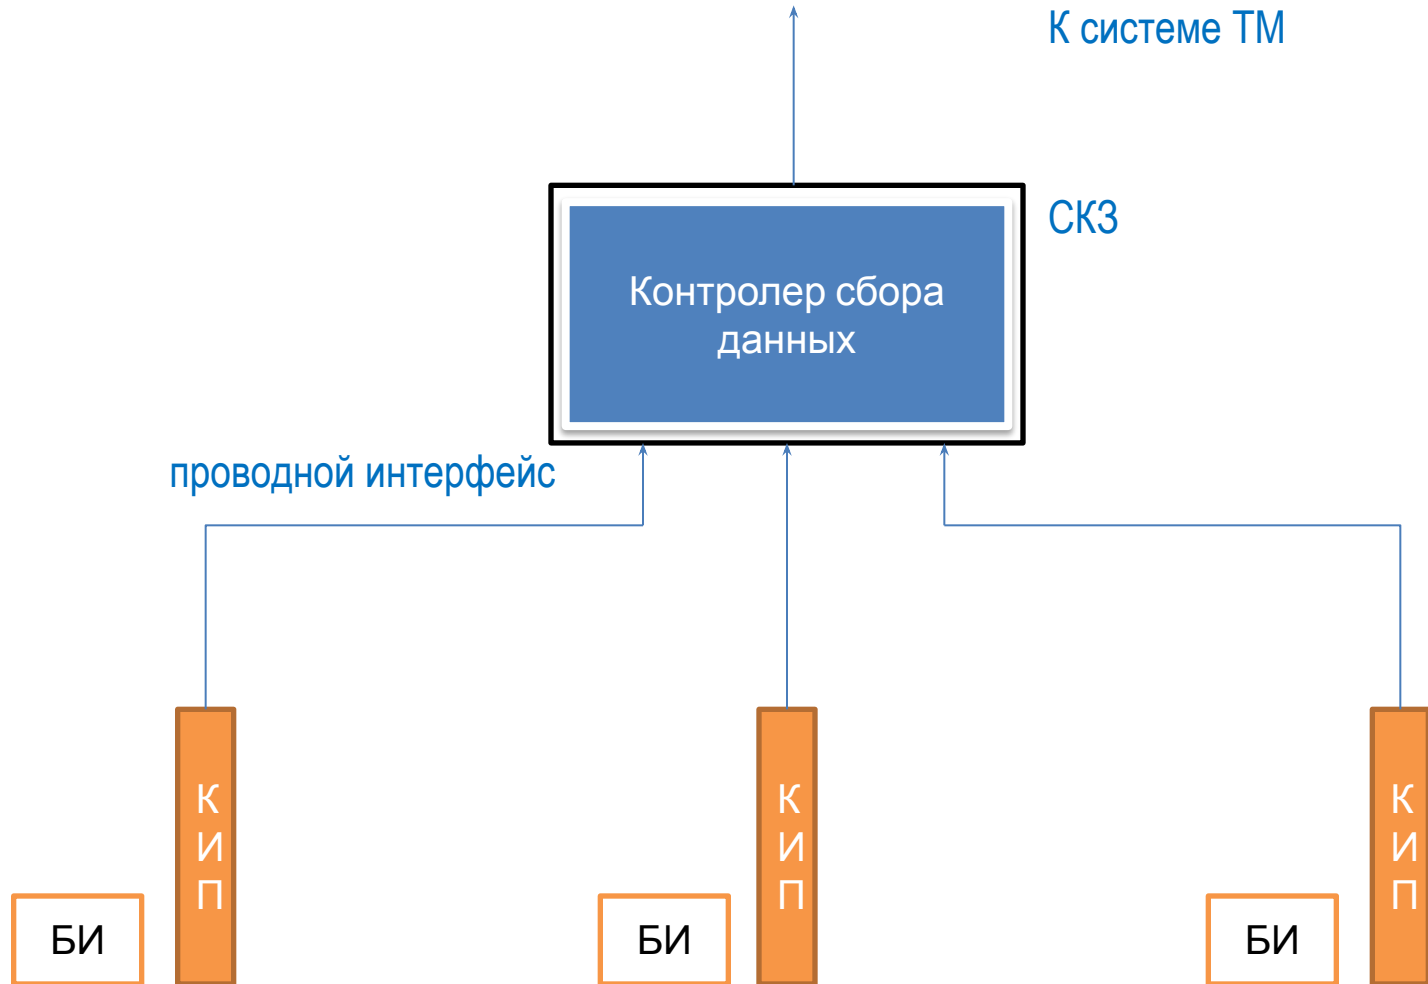 К системе ТМ
СКЗ
Контролер сбора
данных
проводной интерфейс
К
И
П
К
И
П
К
И
П
БИ
БИ
БИ